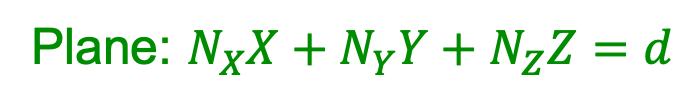 Plane: $N_X X + N_Y Y + N_Z Z = d$